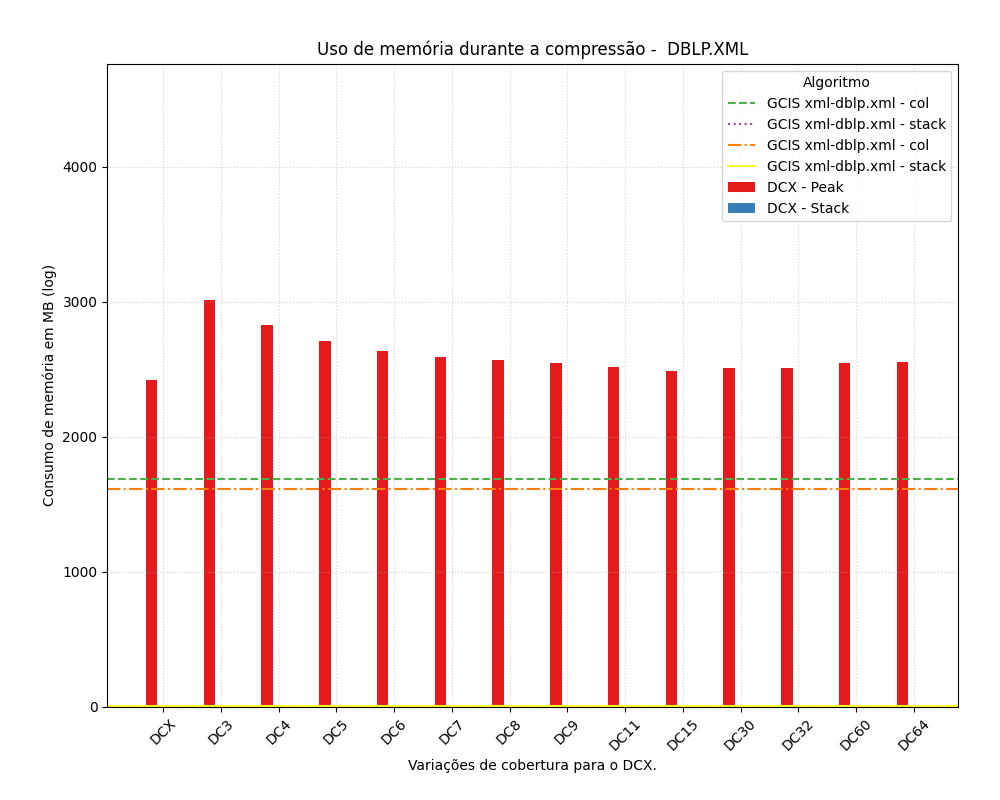 Uso de memória durante a compressão -  DBLP.XML
Algoritmo
GCIS xml-dblp.xml - col
GCIS xml-dblp.xml - stack
GCIS xml-dblp.xml - col
GCIS xml-dblp.xml - stack
DCX - Peak
DCX - Stack
Consumo de memória em MB (log)
4000
3000
2000
1000
0
DCX
DC3
DC4
DC5
DC6
DC7
DC8
DC9
DC11
DC15
DC30
DC32
DC60
DC64
Variações de cobertura para o DCX.